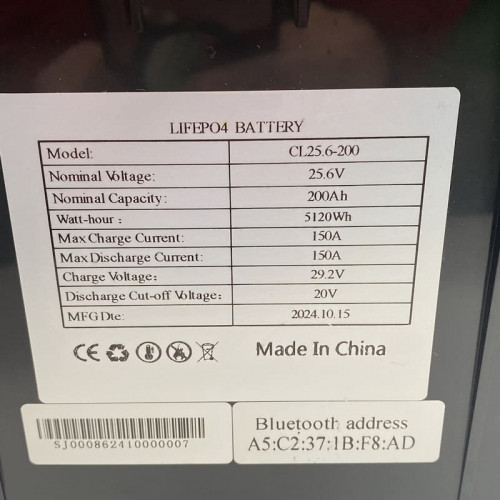 LIFEPO4 BATTERY
Model: CL25.6-200
Nominal Voltage: 25.6V
Nominal Capacity: 200Ah
Watt-hour : 5120Wh
Max Charge Current: 150A
Max Discharge Current: 150A
Charge Voltage: 29.2V
Discharge Cut-off Voltage: 20V
MFG Dte: 2024.10.15
CE Made In China
SJ000862410000007
Bluetooth address
A5:C2:37:1B:F8:AD